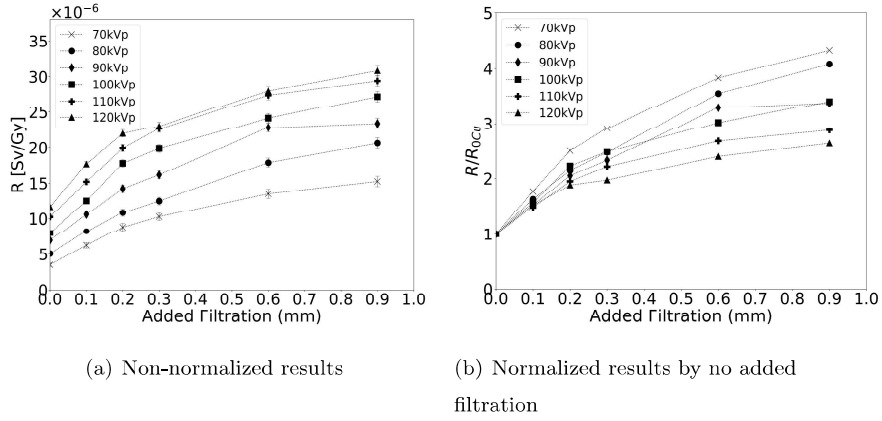 ×10⁻⁶
35
30
25
20
15
10
5
0
R [Sv/Gy]
70kVp
80kVp
90kVp
100kVp
110kVp
120kVp
0.0 0.1 0.2 0.3 0.4 0.5 0.6 0.7 0.8 0.9 1.0
Added Filtration (mm)
(a) Non-normalized results
5
4
3
2
1
0
R/R0Cu
70kVp
80kVp
90kVp
100kVp
110kVp
120kVp
0.0 0.1 0.2 0.3 0.4 0.5 0.6 0.7 0.8 0.9 1.0
Added Filtration (mm)
(b) Normalized results by no added
filtration